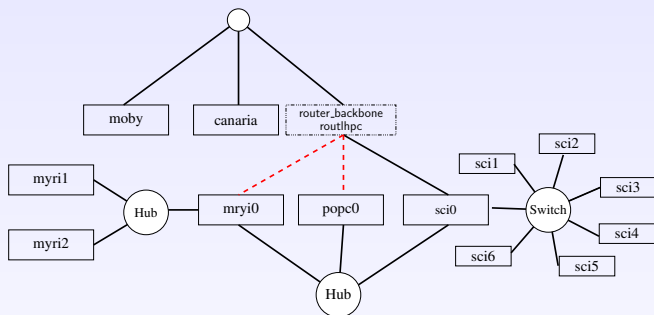 moby
canaria
router_backbone
routlhpc
sci1
sci2
myri1
sci3
Hub
mryi0
popc0
sci0
Switch
myri2
sci4
sci6
sci5
Hub